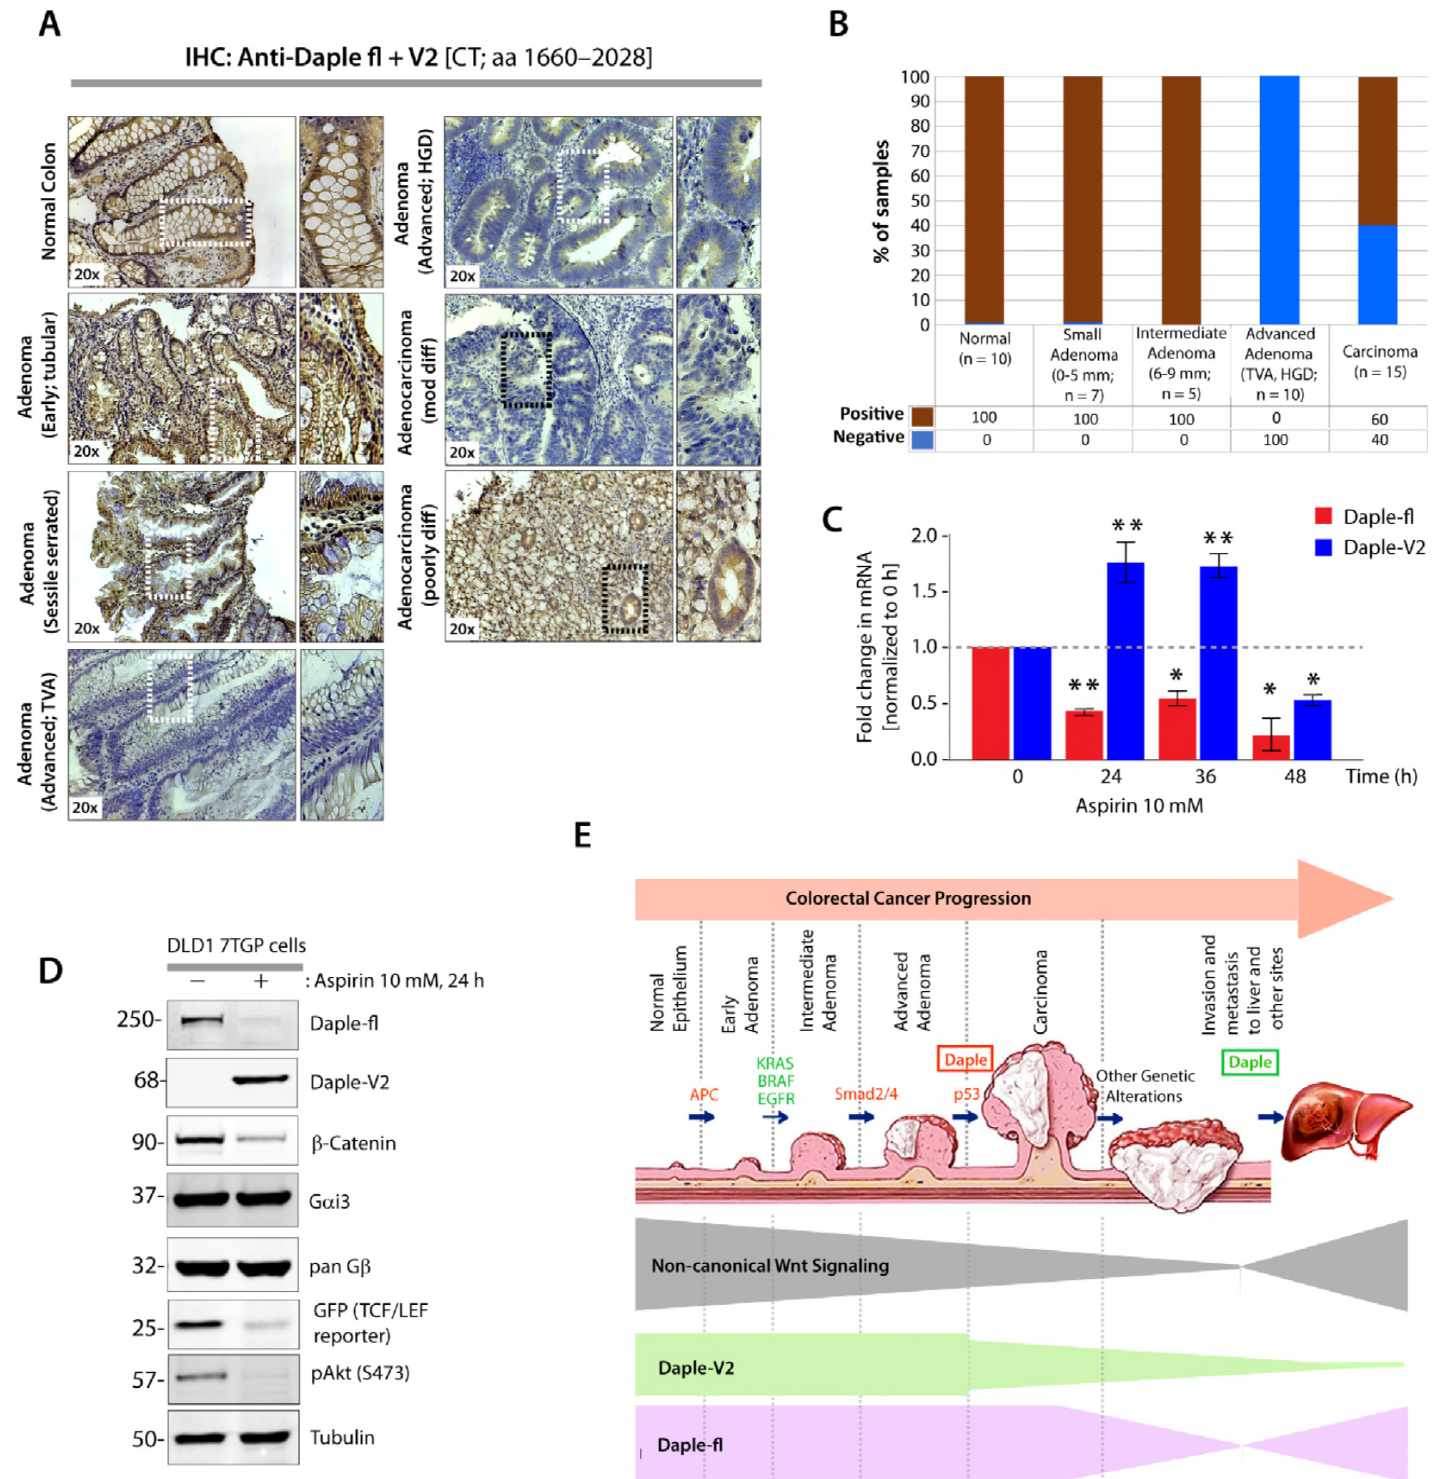 A
IHC: Anti-Daple fl + V2 [CT; aa 1660–2028]
Normal Colon
20x
Adenoma
(Early; tubular)
20x
Adenoma
(Sessile serrated)
20x
Adenoma
(Advanced; TVA)
20x
Adenoma
(Advanced; HGD)
20x
Adenocarcinoma
(mod diff)
20x
Adenocarcinoma
(poorly diff)
20x
B
% of samples
100
90
80
70
60
50
40
30
20
10
0
Normal
(n = 10)
Small
Adenoma
(0-5 mm;
n = 7)
Intermediate
Adenoma
(6-9 mm;
n = 5)
Advanced
Adenoma
(TVA, HGD;
n = 10)
Carcinoma
(n = 15)
Positive 100 100 100 0 60
Negative 0 0 0 100 40
C
Daple-fl
Daple-V2
Fold change in mRNA
[normalized to 0 h]
2.0
1.5
1.0
0.5
0.0
** ** * ** * *
0 24 36 48 Time (h)
Aspirin 10 mM
D
DLD1 7TGP cells
– + : Aspirin 10 mM, 24 h
250- Daple-fl
68- Daple-V2
90- β-Catenin
37- Gαi3
32- pan Gβ
25- GFP (TCF/LEF
reporter)
57- pAkt (S473)
50- Tubulin
E
Colorectal Cancer Progression
Normal
Epithelium
Early
Adenoma
Intermediate
Adenoma
Advanced
Adenoma
Carcinoma
Invasion and
metastasis
to liver and
other sites
APC
KRAS
BRAF
EGFR
Smad2/4
Daple
p53
Other Genetic
Alterations
Daple
Non-canonical Wnt Signaling
Daple-V2
Daple-fl